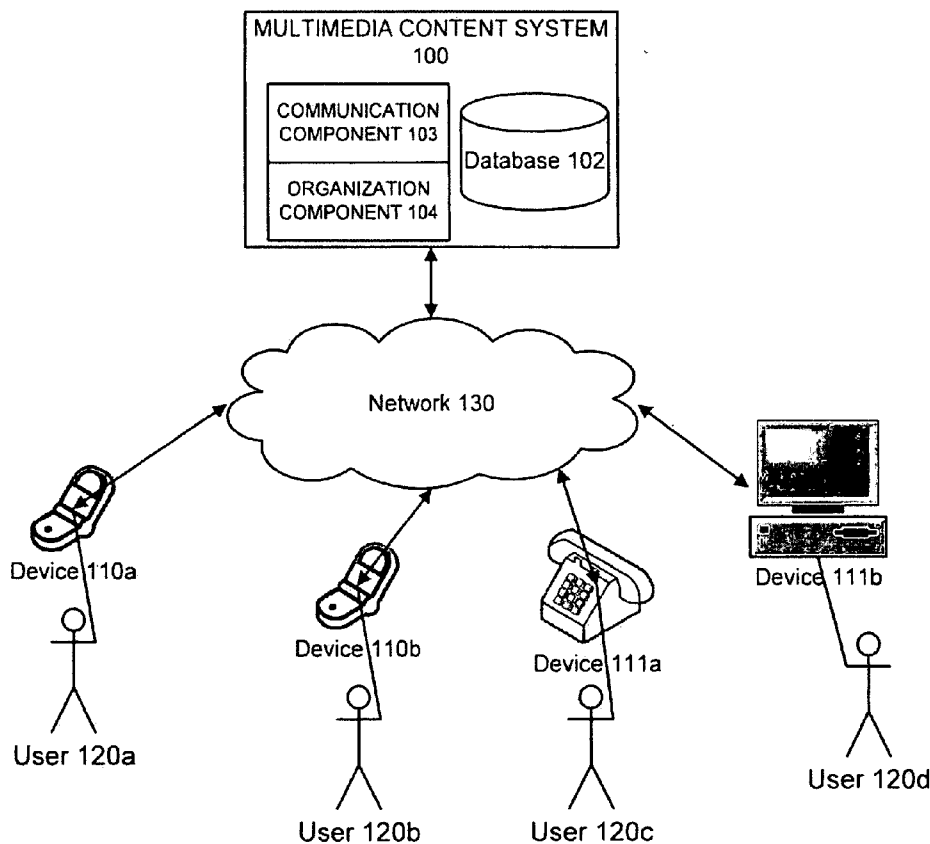 MULTIMEDIA CONTENT SYSTEM
100
COMMUNICATION
COMPONENT 103
Database 102
ORGANIZATION
COMPONENT 104
Network 130
Device 110a
Device 110b
Device 111a
Device 111b
User 120a
User 120b
User 120c
User 120d